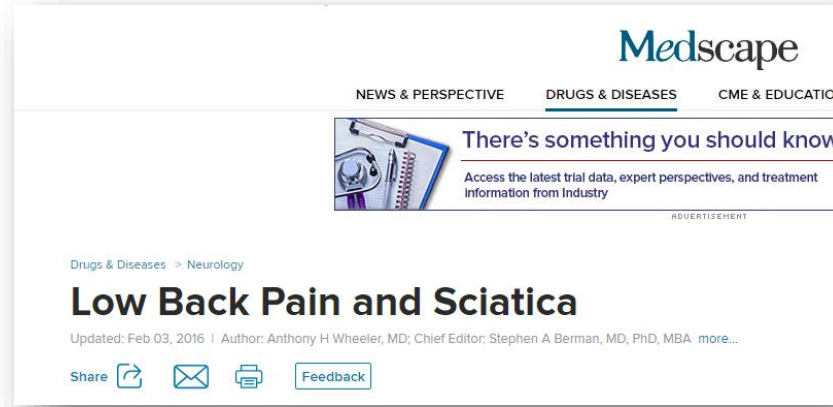 Medscape
NEWS & PERSPECTIVE DRUGS & DISEASES CME & EDUCATIO
There's something you should know
Access the latest trial data, expert perspectives, and treatment
information from Industry
ADVERTISEMENT
Drugs & Diseases > Neurology
Low Back Pain and Sciatica
Updated: Feb 03, 2016 | Author: Anthony H Wheeler, MD; Chief Editor: Stephen A Berman, MD, PhD, MBA more...
Share Feedback